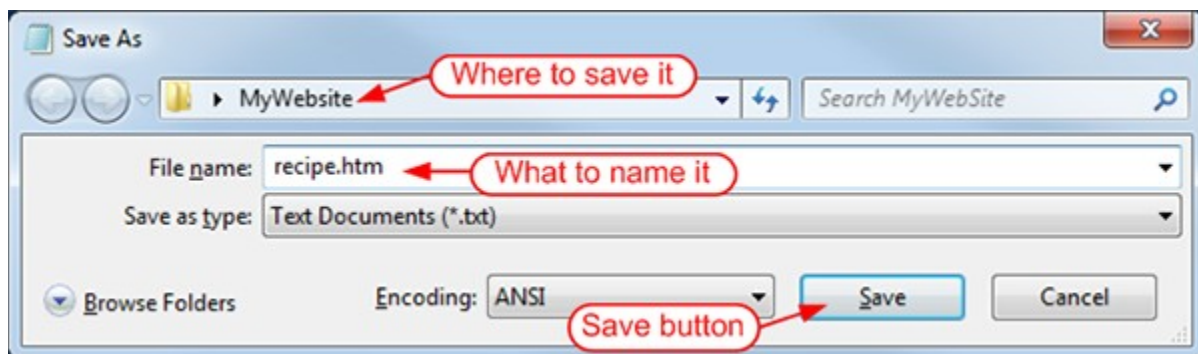 Save As
Where to save it
MyWebsite
Search MyWebSite
File name: recipe.htm
What to name it
Save as type: Text Documents (*.txt)
Browse Folders
Encoding: ANSI
Save
Cancel
Save button